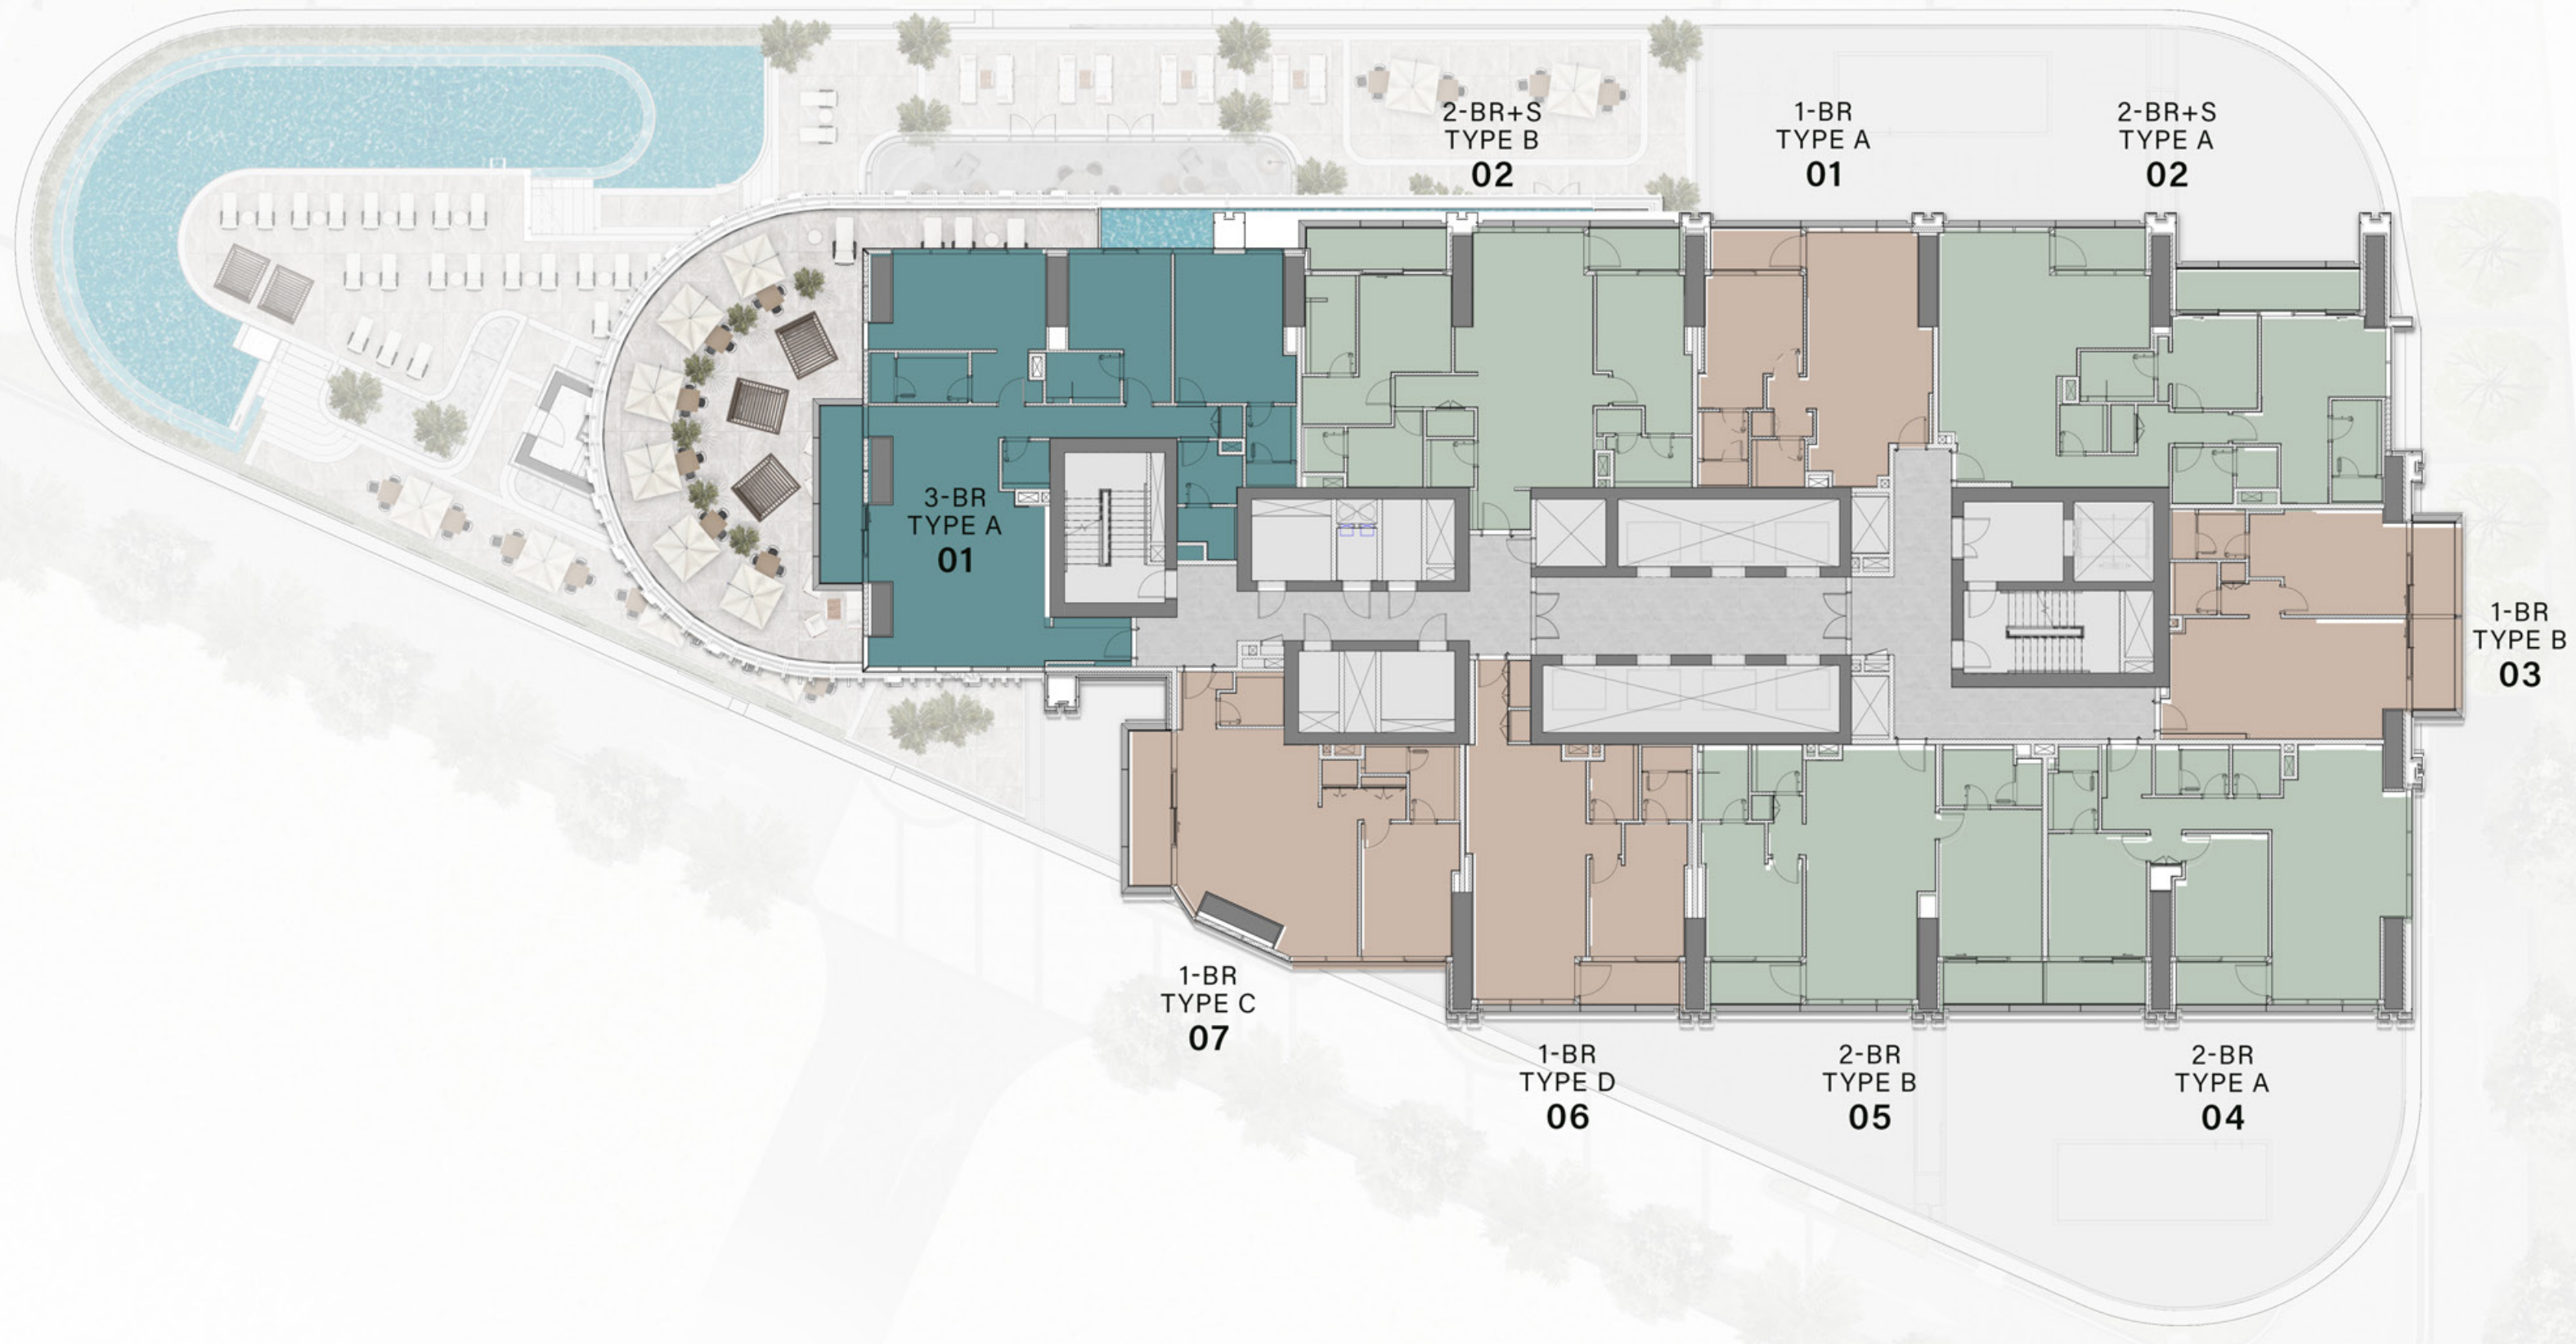 2-BR+S
TYPE B
02
1-BR
TYPE A
01
2-BR+S
TYPE A
02
3-BR
TYPE A
01
1-BR
TYPE B
03
1-BR
TYPE C
07
1-BR
TYPE D
06
2-BR
TYPE B
05
2-BR
TYPE A
04